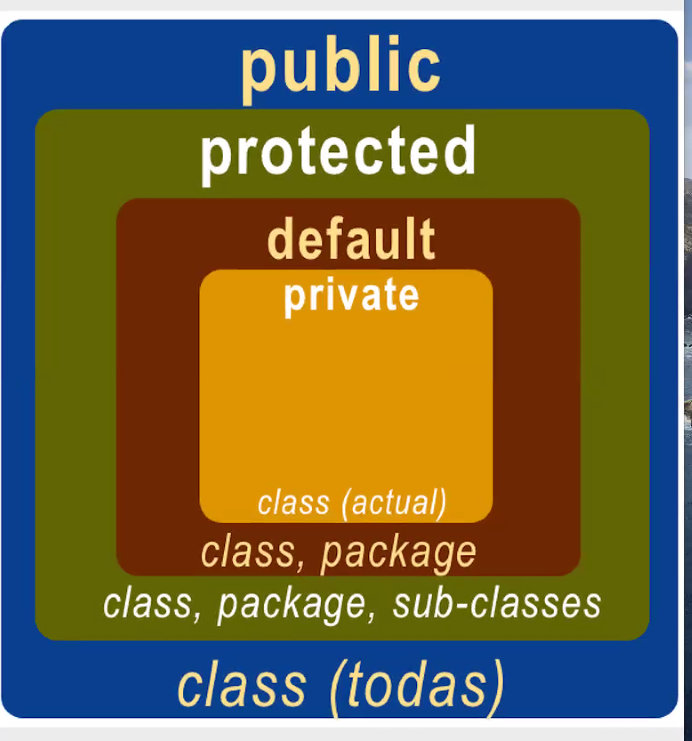 public
protected
default
private
class (actual)
class, package
class, package, sub-classes
class (todas)